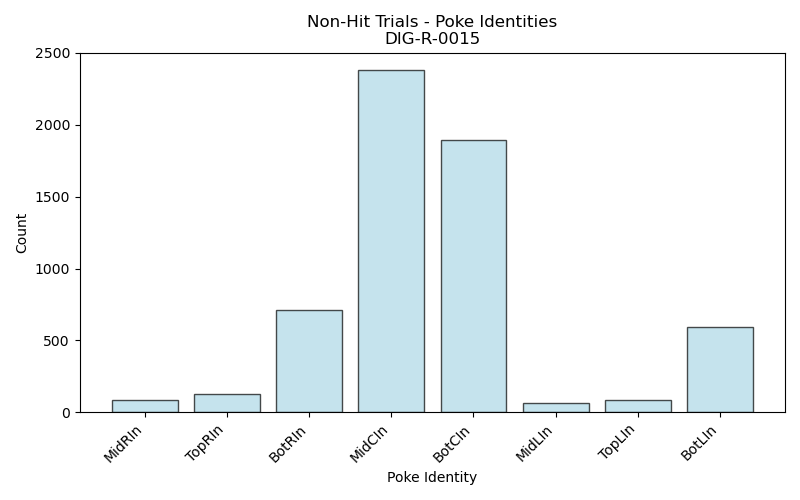 Non-Hit Trials - Poke Identities
DIG-R-0015
2500
2000
1500
1000
500
0
Count
MidRIn
TopRIn
BotRIn
MidCIn
BotCIn
MidLIn
TopLIn
BotLIn
Poke Identity